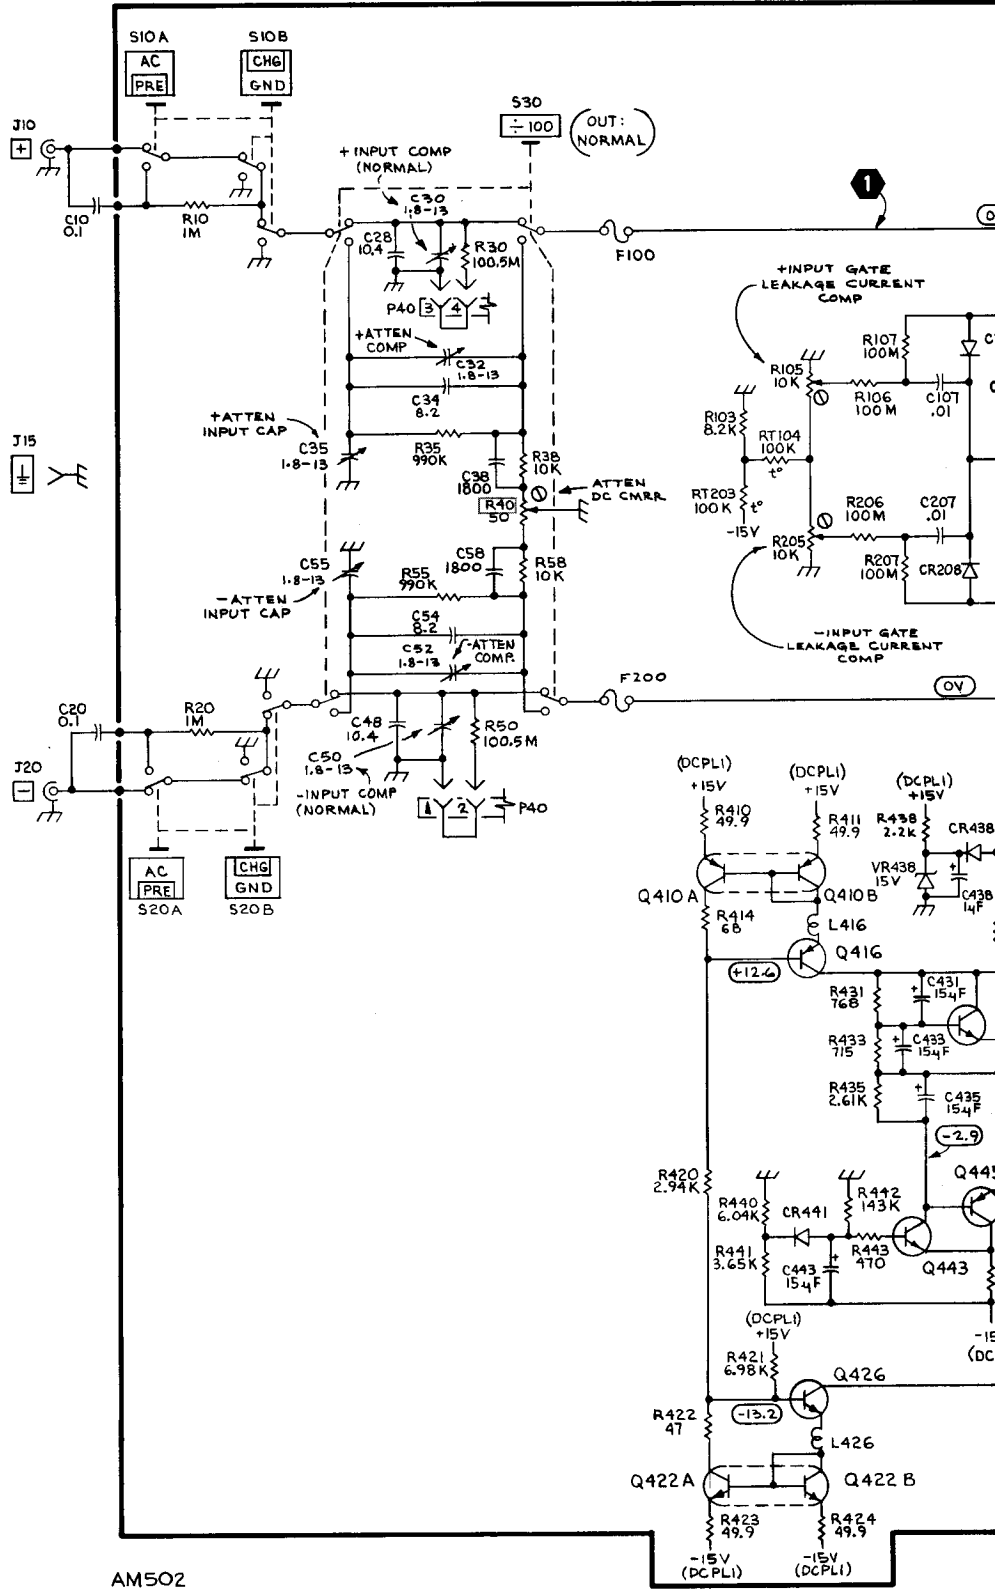 S10A
S10B
AC
PRE
CHG
GND
S30
÷100
(OUT:
NORMAL)
J10
+
+ INPUT COMP
(NORMAL)
C30
1.8-13
C10
0.1
R10
1M
C28
10.4
R30
100.5M
F100
1
P40
3
4
+ATTEN
COMP
C32
1.8-13
C34
8.2
+ATTEN
INPUT CAP
C35
1.8-13
R35
990K
C38
1800
R38
10K
R40
50
ATTEN
DC CMRR
J15
+INPUT GATE
LEAKAGE CURRENT
COMP
R107
100M
R105
10K
R106
100M
C107
.01
R103
8.2K
RT104
100K
t°
RT203
100K
t°
-15V
R206
100M
C207
.01
R205
10K
R207
100M
CR208
-INPUT GATE
LEAKAGE CURRENT
COMP
C55
1.8-13
R55
990K
C58
1800
R58
10K
-ATTEN
INPUT CAP
C54
8.2
C52
1.8-13
-ATTEN
COMP.
F200
0V
C20
0.1
R20
1M
C48
10.4
C50
1.8-13
R50
100.5M
-INPUT COMP
(NORMAL)
1
2
P40
J20
-
AC
PRE
S20A
CHG
GND
S20B
(DCPL1)
+15V
R410
49.9
(DCPL1)
+15V
R411
49.9
(DCPL1)
+15V
R438
2.2K
CR438
VR438
15V
C438
1µF
Q410A
Q410B
R414
68
L416
Q416
+12.6
R431
768
C431
15µF
R433
715
C433
15µF
R435
2.61K
C435
15µF
-2.9
R420
2.94K
R440
6.04K
CR441
R442
143K
Q445
R441
3.65K
C443
15µF
R443
470
Q443
(DCPL1)
+15V
R421
6.98K
Q426
-13.2
R422
47
L426
Q422A
Q422B
R423
49.9
R424
49.9
-15V
(DCPL1)
-15V
(DCPL1)
AM502